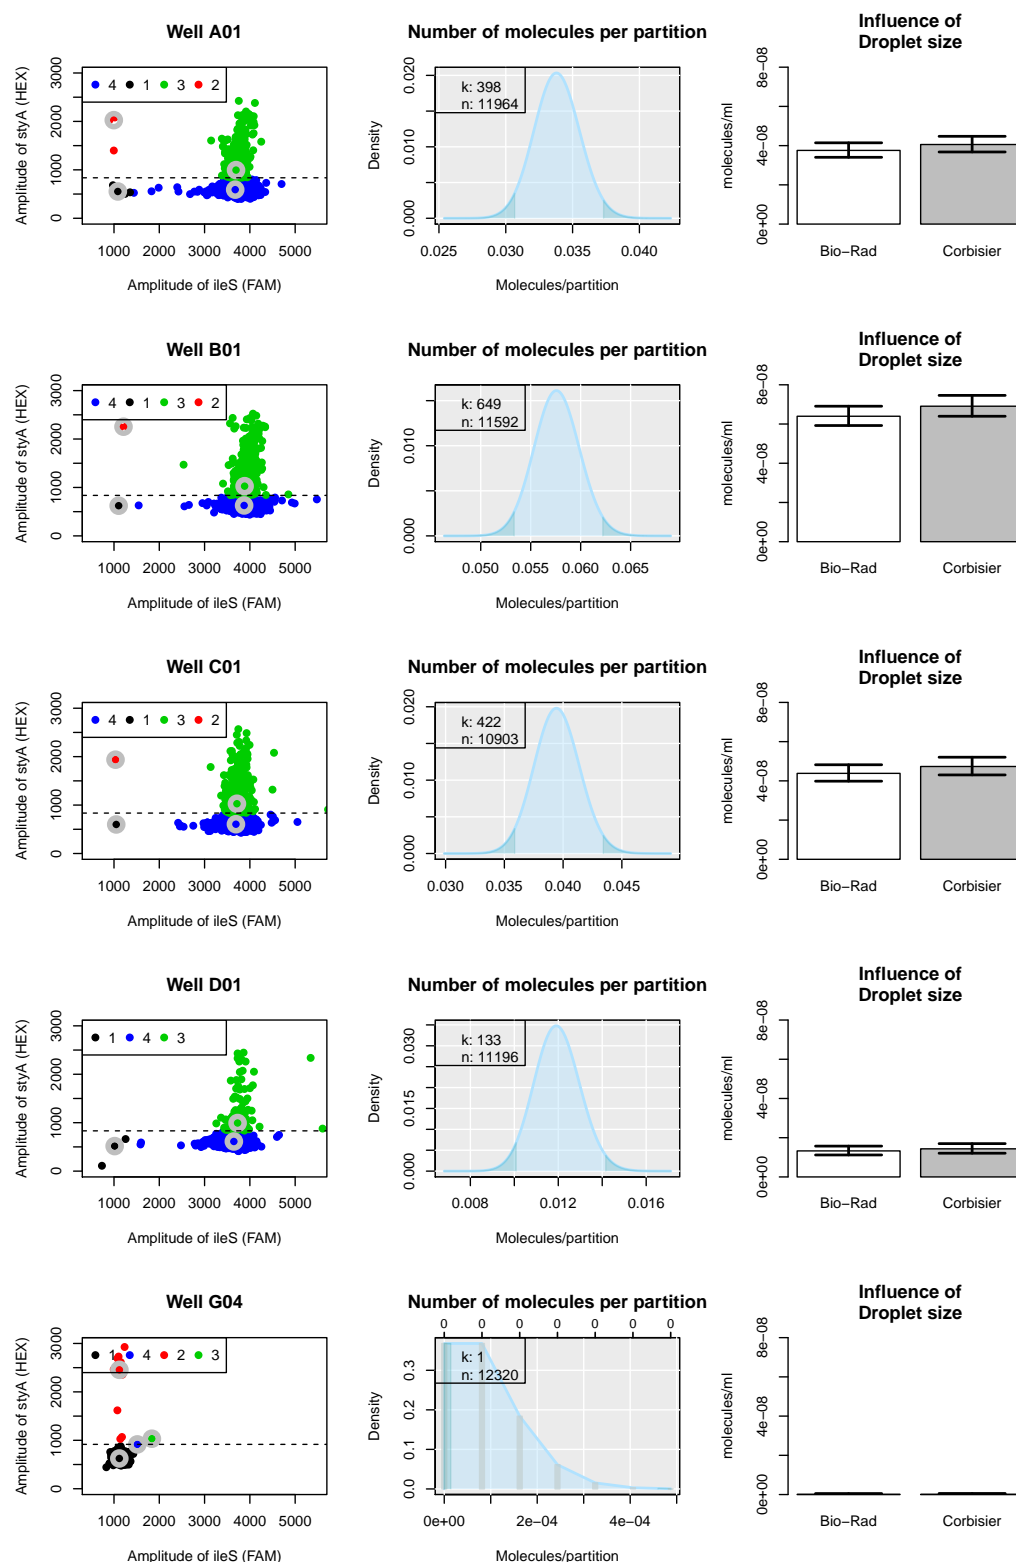 Well A01
Number of molecules per partition
Influence of
Droplet size
Amplitude of styA (HEX)
0 1000 2000 3000
4 1 3 2
1000 2000 3000 4000 5000
Amplitude of ileS (FAM)
Density
0.000 0.010 0.020
k: 398
n: 11964
0.025 0.030 0.035 0.040
Molecules/partition
molecules/ml
0e+00 4e−08 8e−08
Bio−Rad Corbisier
Well B01
Number of molecules per partition
Influence of
Droplet size
Amplitude of styA (HEX)
0 1000 2000 3000
4 1 3 2
1000 2000 3000 4000 5000
Amplitude of ileS (FAM)
Density
0.000 0.010
k: 649
n: 11592
0.050 0.055 0.060 0.065
Molecules/partition
molecules/ml
0e+00 4e−08 8e−08
Bio−Rad Corbisier
Well C01
Number of molecules per partition
Influence of
Droplet size
Amplitude of styA (HEX)
0 1000 2000 3000
4 1 3 2
1000 2000 3000 4000 5000
Amplitude of ileS (FAM)
Density
0.000 0.010 0.020
k: 422
n: 10903
0.030 0.035 0.040 0.045
Molecules/partition
molecules/ml
0e+00 4e−08 8e−08
Bio−Rad Corbisier
Well D01
Number of molecules per partition
Influence of
Droplet size
Amplitude of styA (HEX)
0 1000 2000 3000
1 4 3
1000 2000 3000 4000 5000
Amplitude of ileS (FAM)
Density
0.000 0.015 0.030
k: 133
n: 11196
0.008 0.012 0.016
Molecules/partition
molecules/ml
0e+00 4e−08 8e−08
Bio−Rad Corbisier
Well G04
Number of molecules per partition
Influence of
Droplet size
Amplitude of styA (HEX)
0 1000 2000 3000
1 4 2 3
1000 2000 3000 4000 5000
Amplitude of ileS (FAM)
0 0 0 0 0 0 0
Density
0.0 0.1 0.2 0.3
k: 1
n: 12320
0e+00 2e−04 4e−04
Molecules/partition
molecules/ml
0e+00 4e−08 8e−08
Bio−Rad Corbisier